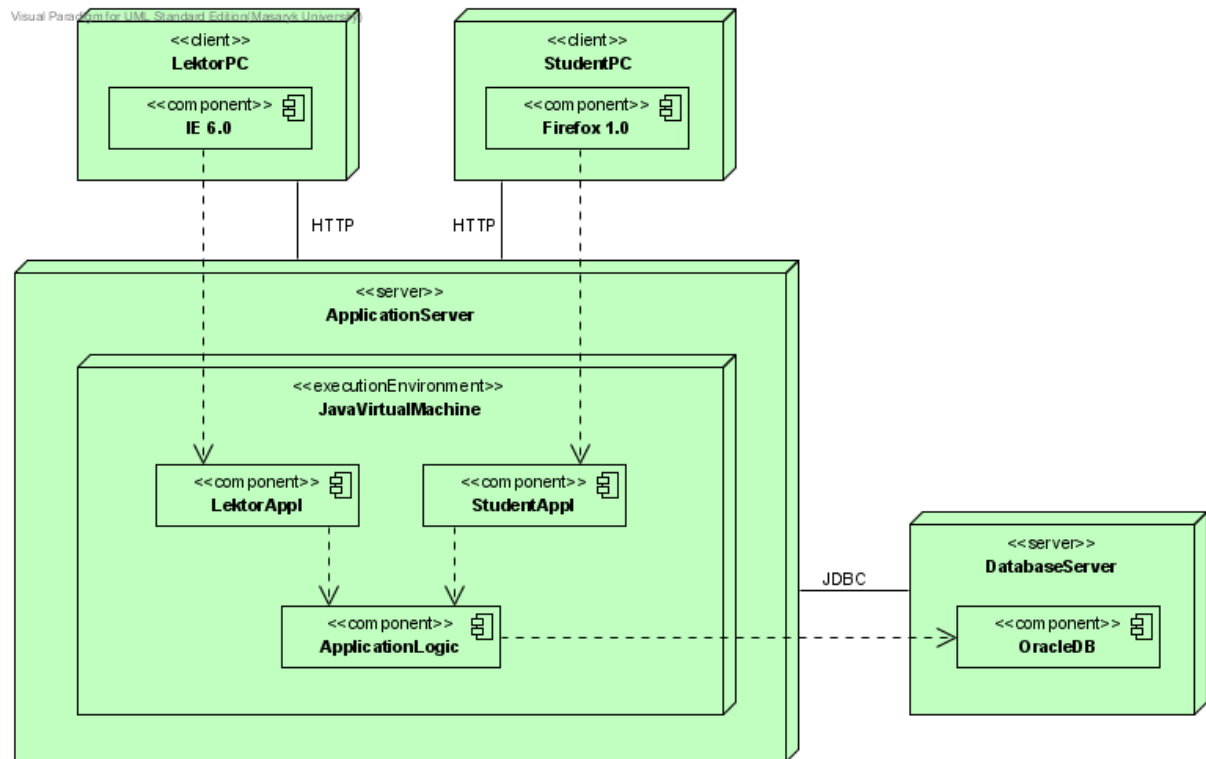 Visual Paradigm for UML Standard Edition(Masaryk University)
<<client>>
LektorPC
<<component>>
IE 6.0
<<client>>
StudentPC
<<component>>
Firefox 1.0
HTTP
HTTP
<<server>>
ApplicationServer
<<executionEnvironment>>
JavaVirtualMachine
<<component>>
LektorAppl
<<component>>
StudentAppl
<<component>>
ApplicationLogic
JDBC
<<server>>
DatabaseServer
<<component>>
OracleDB